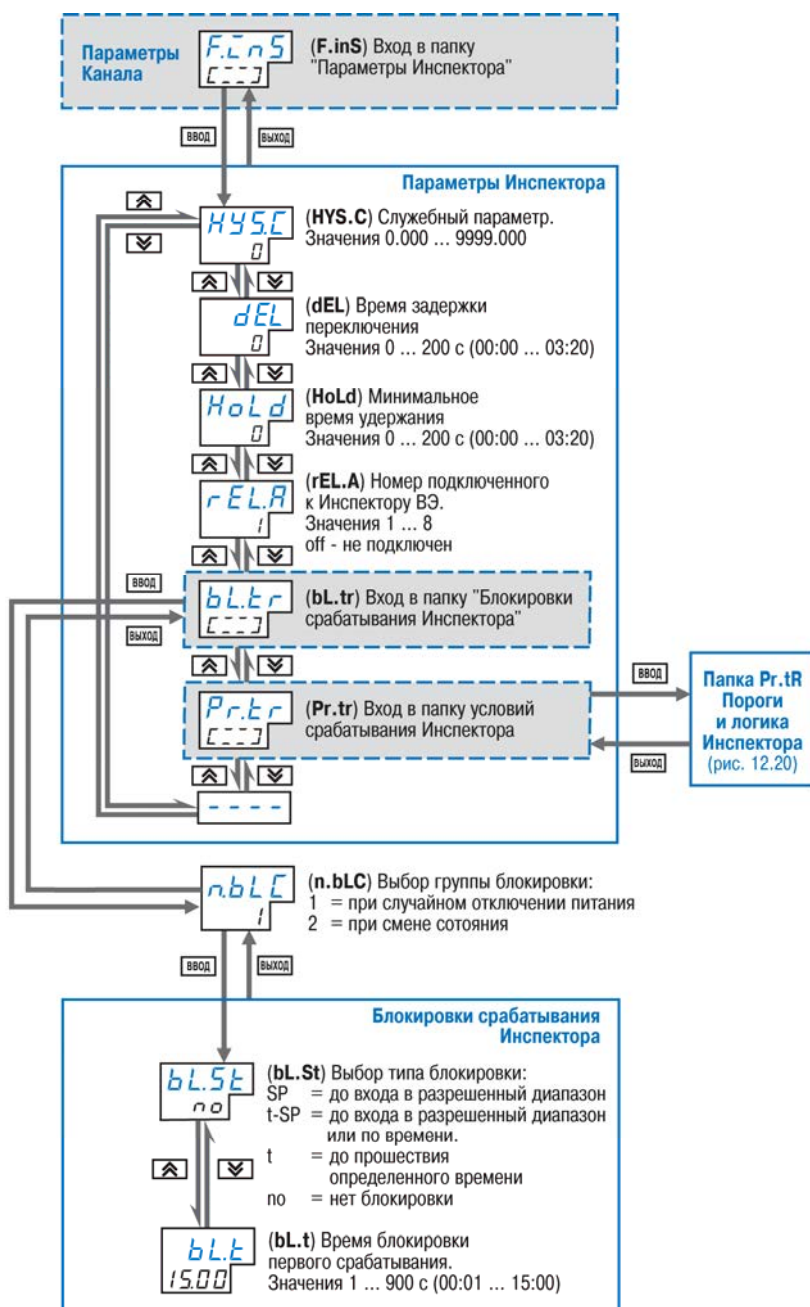 Параметры
Канала
F.inS
[---]
(F.inS) Вход в папку
"Параметры Инспектора"
ВВОД
ВЫХОД
Параметры Инспектора
HYS.C
0
(HYS.C) Служебный параметр.
Значения 0.000 ... 9999.000
dEL
0
(dEL) Время задержки
переключения
Значения 0 ... 200 с (00:00 ... 03:20)
HoLd
0
(HoLd) Минимальное
время удержания
Значения 0 ... 200 с (00:00 ... 03:20)
rEL.A
1
(rEL.A) Номер подключенного
к Инспектору ВЭ.
Значения 1 ... 8
off - не подключен
ВВОД
ВЫХОД
bL.tr
[---]
(bL.tr) Вход в папку "Блокировки
срабатывания Инспектора"
Pr.tr
[---]
(Pr.tr) Вход в папку условий
срабатывания Инспектора
ВВОД
ВЫХОД
Папка Pr.tR
Пороги
и логика
Инспектора
(рис. 12.20)
----
n.bLC
1
(n.bLC) Выбор группы блокировки:
1 = при случайном отключении питания
2 = при смене сотояния
ВВОД
ВЫХОД
Блокировки срабатывания
Инспектора
bL.St
no
(bL.St) Выбор типа блокировки:
SP = до входа в разрешенный диапазон
t-SP = до входа в разрешенный диапазон
или по времени.
t = до прошествия
определенного времени
no = нет блокировки
bL.t
15.00
(bL.t) Время блокировки
первого срабатывания.
Значения 1 ... 900 с (00:01 ... 15:00)